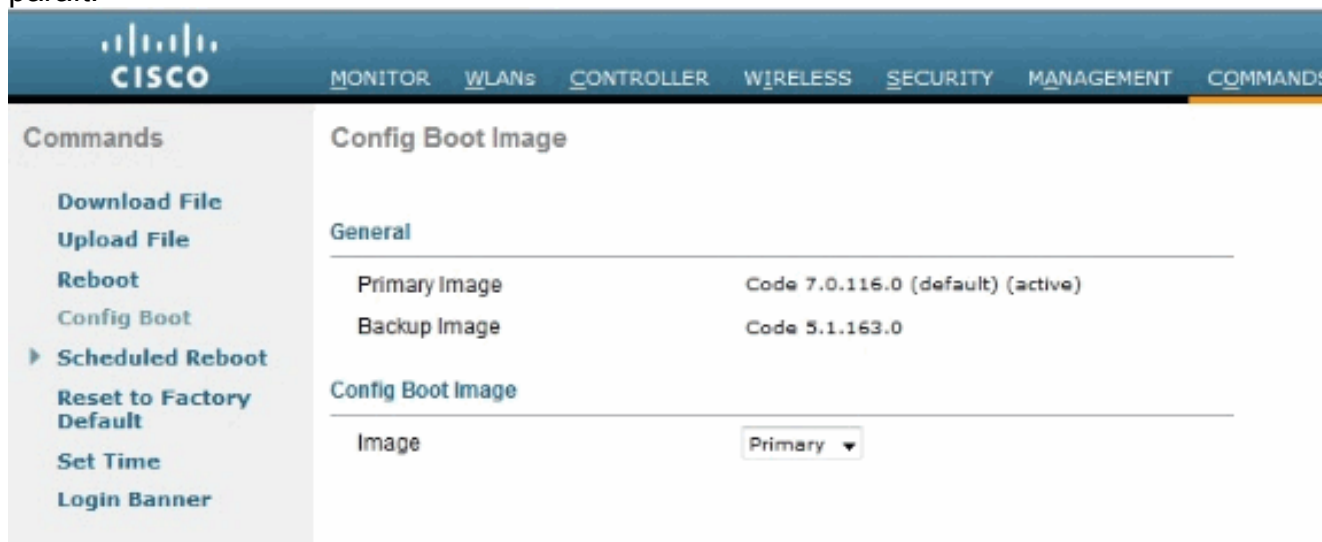 CISCO
MONITOR WLANs CONTROLLER WIRELESS SECURITY MANAGEMENT COMMANDS
Commands
Config Boot Image
Download File
Upload File
Reboot
Config Boot
Scheduled Reboot
Reset to Factory
Default
Set Time
Login Banner
General
Primary Image Code 7.0.116.0 (default) (active)
Backup Image Code 5.1.163.0
Config Boot Image
Image Primary